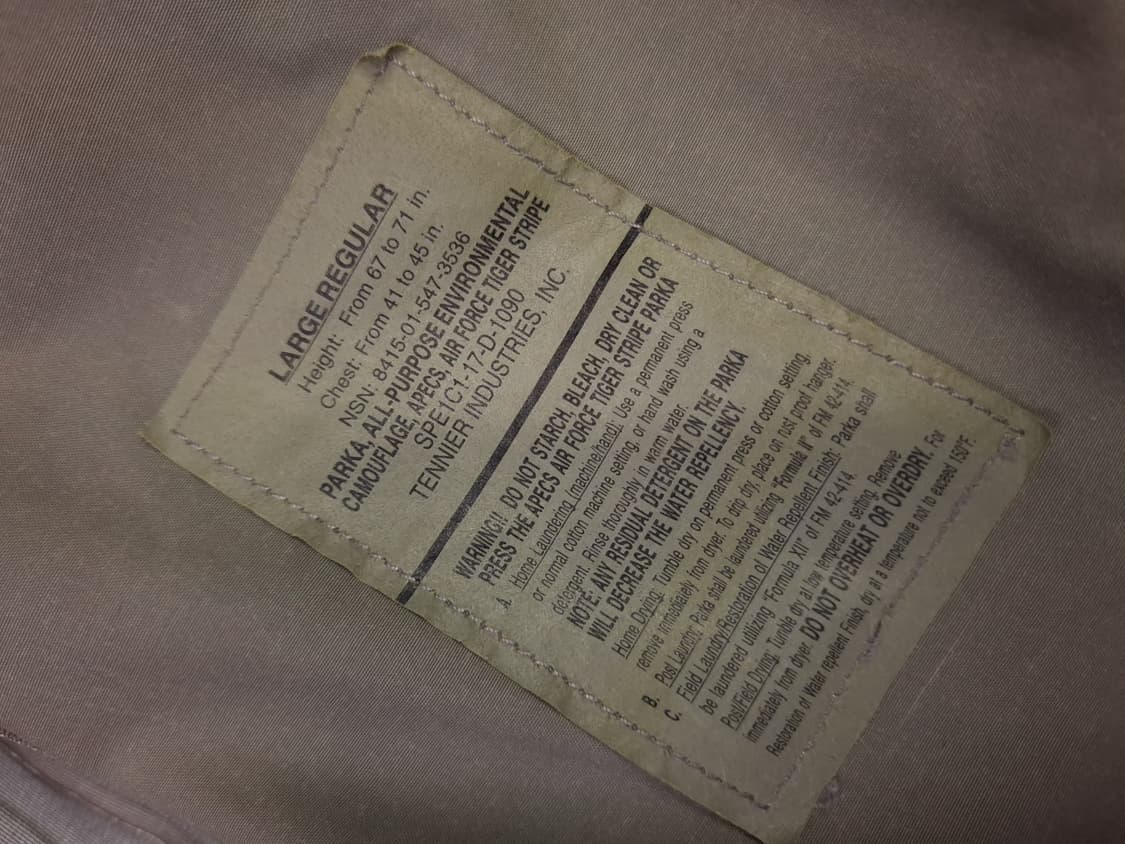 LARGE REGULAR
Height: From 67 to 71 in.
Chest: From 41 to 45 in.
NSN: 8415-01-547-3536
PARKA, ALL-PURPOSE ENVIRONMENTAL
CAMOUFLAGE, APECS, AIR FORCE TIGER STRIPE
SPE1C1-17-D-1090
TENNIER INDUSTRIES, INC.
WARNING!! DO NOT STARCH, BLEACH, DRY CLEAN OR
PRESS THE APECS AIR FORCE TIGER STRIPE PARKA
A. Home Laundering (machine/hand): Use a permanent press
or normal cotton machine setting, or hand wash using a
detergent. Rinse thoroughly in warm water.
NOTE: ANY RESIDUAL DETERGENT ON THE PARKA
WILL DECREASE THE WATER REPELLENCY.
Home Drying: Tumble dry on permanent press or cotton setting,
remove immediately from dryer. To drip dry, place on rust proof hanger.
B. Post Laundry: Parka shall be laundered utilizing "Formula II" of FM 42-414.
C. Field Laundry/Restoration of Water Repellent Finish: Parka shall
be laundered utilizing "Formula XII" of FM 42-414.
Post/Field Drying: Tumble dry at low temperature setting. Remove
immediately from dryer. DO NOT OVERHEAT OR OVERDRY. For
Restoration of Water repellent Finish, dry at a temperature not to exceed 130°F.